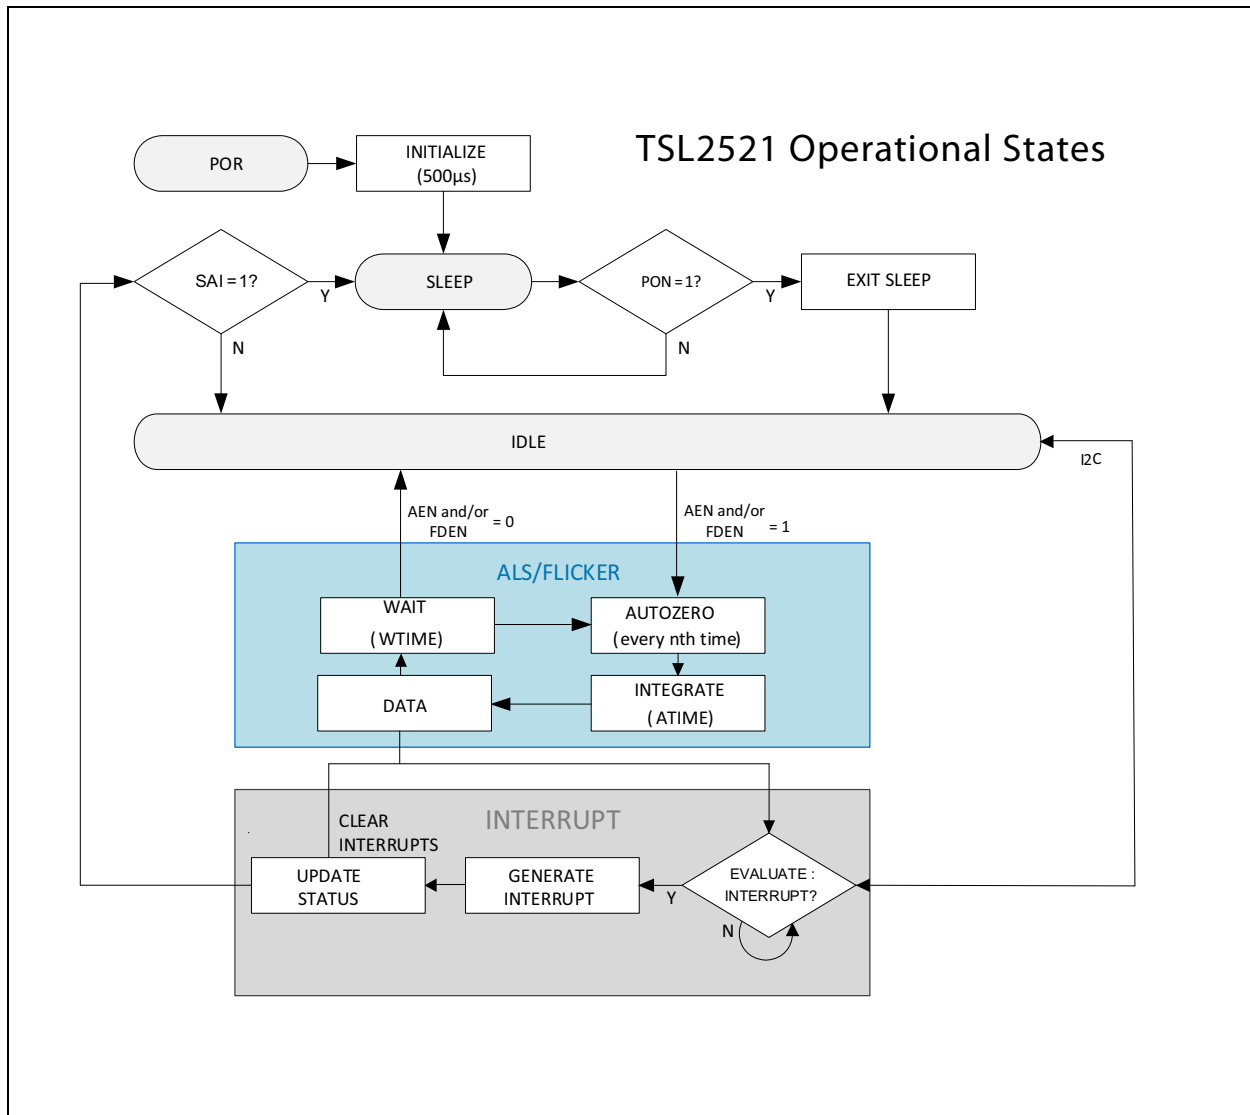 TSL2521 Operational States
POR
INITIALIZE
(500µs)
SAI = 1?
Y
N
SLEEP
PON = 1?
Y
N
EXIT SLEEP
IDLE
I2C
AEN and/or
FDEN = 0
AEN and/or
FDEN = 1
ALS/FLICKER
WAIT
( WTIME)
AUTOZERO
( every nth time)
DATA
INTEGRATE
( ATIME)
CLEAR
INTERRUPTS
INTERRUPT
UPDATE
STATUS
GENERATE
INTERRUPT
Y
EVALUATE :
INTERRUPT?
N